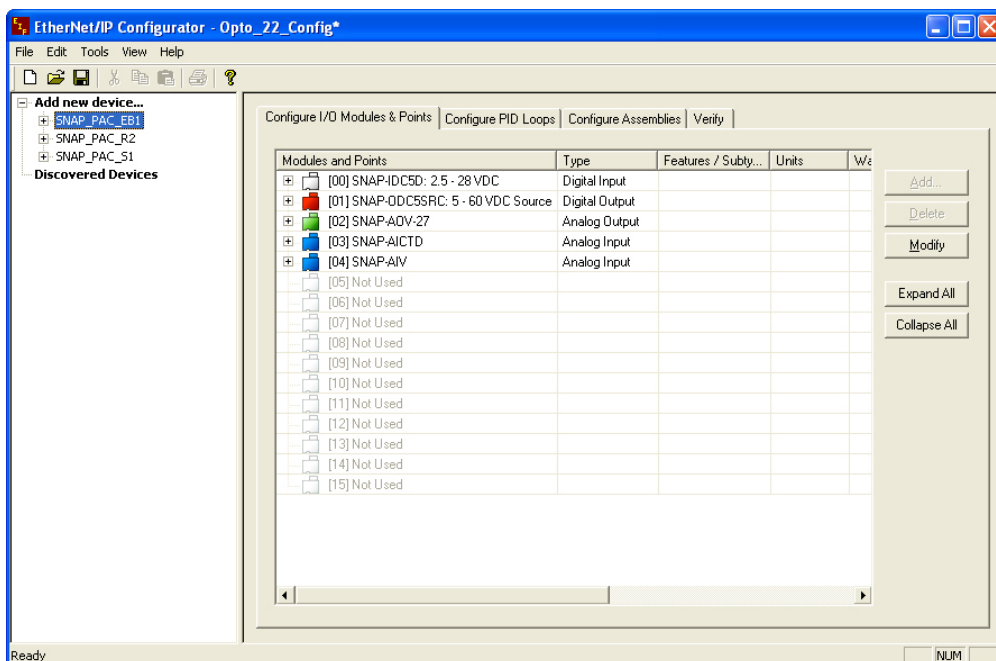 EtherNet/IP Configurator - Opto_22_Config*
File Edit Tools View Help
Add new device...
SNAP_PAC_EB1
SNAP_PAC_R2
SNAP_PAC_S1
Discovered Devices
Configure I/O Modules & Points Configure PID Loops Configure Assemblies Verify
Modules and Points Type Features / Subty... Units Wa
[00] SNAP-IDC5D: 2.5 - 28 VDC Digital Input
[01] SNAP-ODC5SRC: 5 - 60 VDC Source Digital Output
[02] SNAP-AOV-27 Analog Output
[03] SNAP-AICTD Analog Input
[04] SNAP-AIV Analog Input
[05] Not Used
[06] Not Used
[07] Not Used
[08] Not Used
[09] Not Used
[10] Not Used
[11] Not Used
[12] Not Used
[13] Not Used
[14] Not Used
[15] Not Used
Add...
Delete
Modify
Expand All
Collapse All
Ready NUM